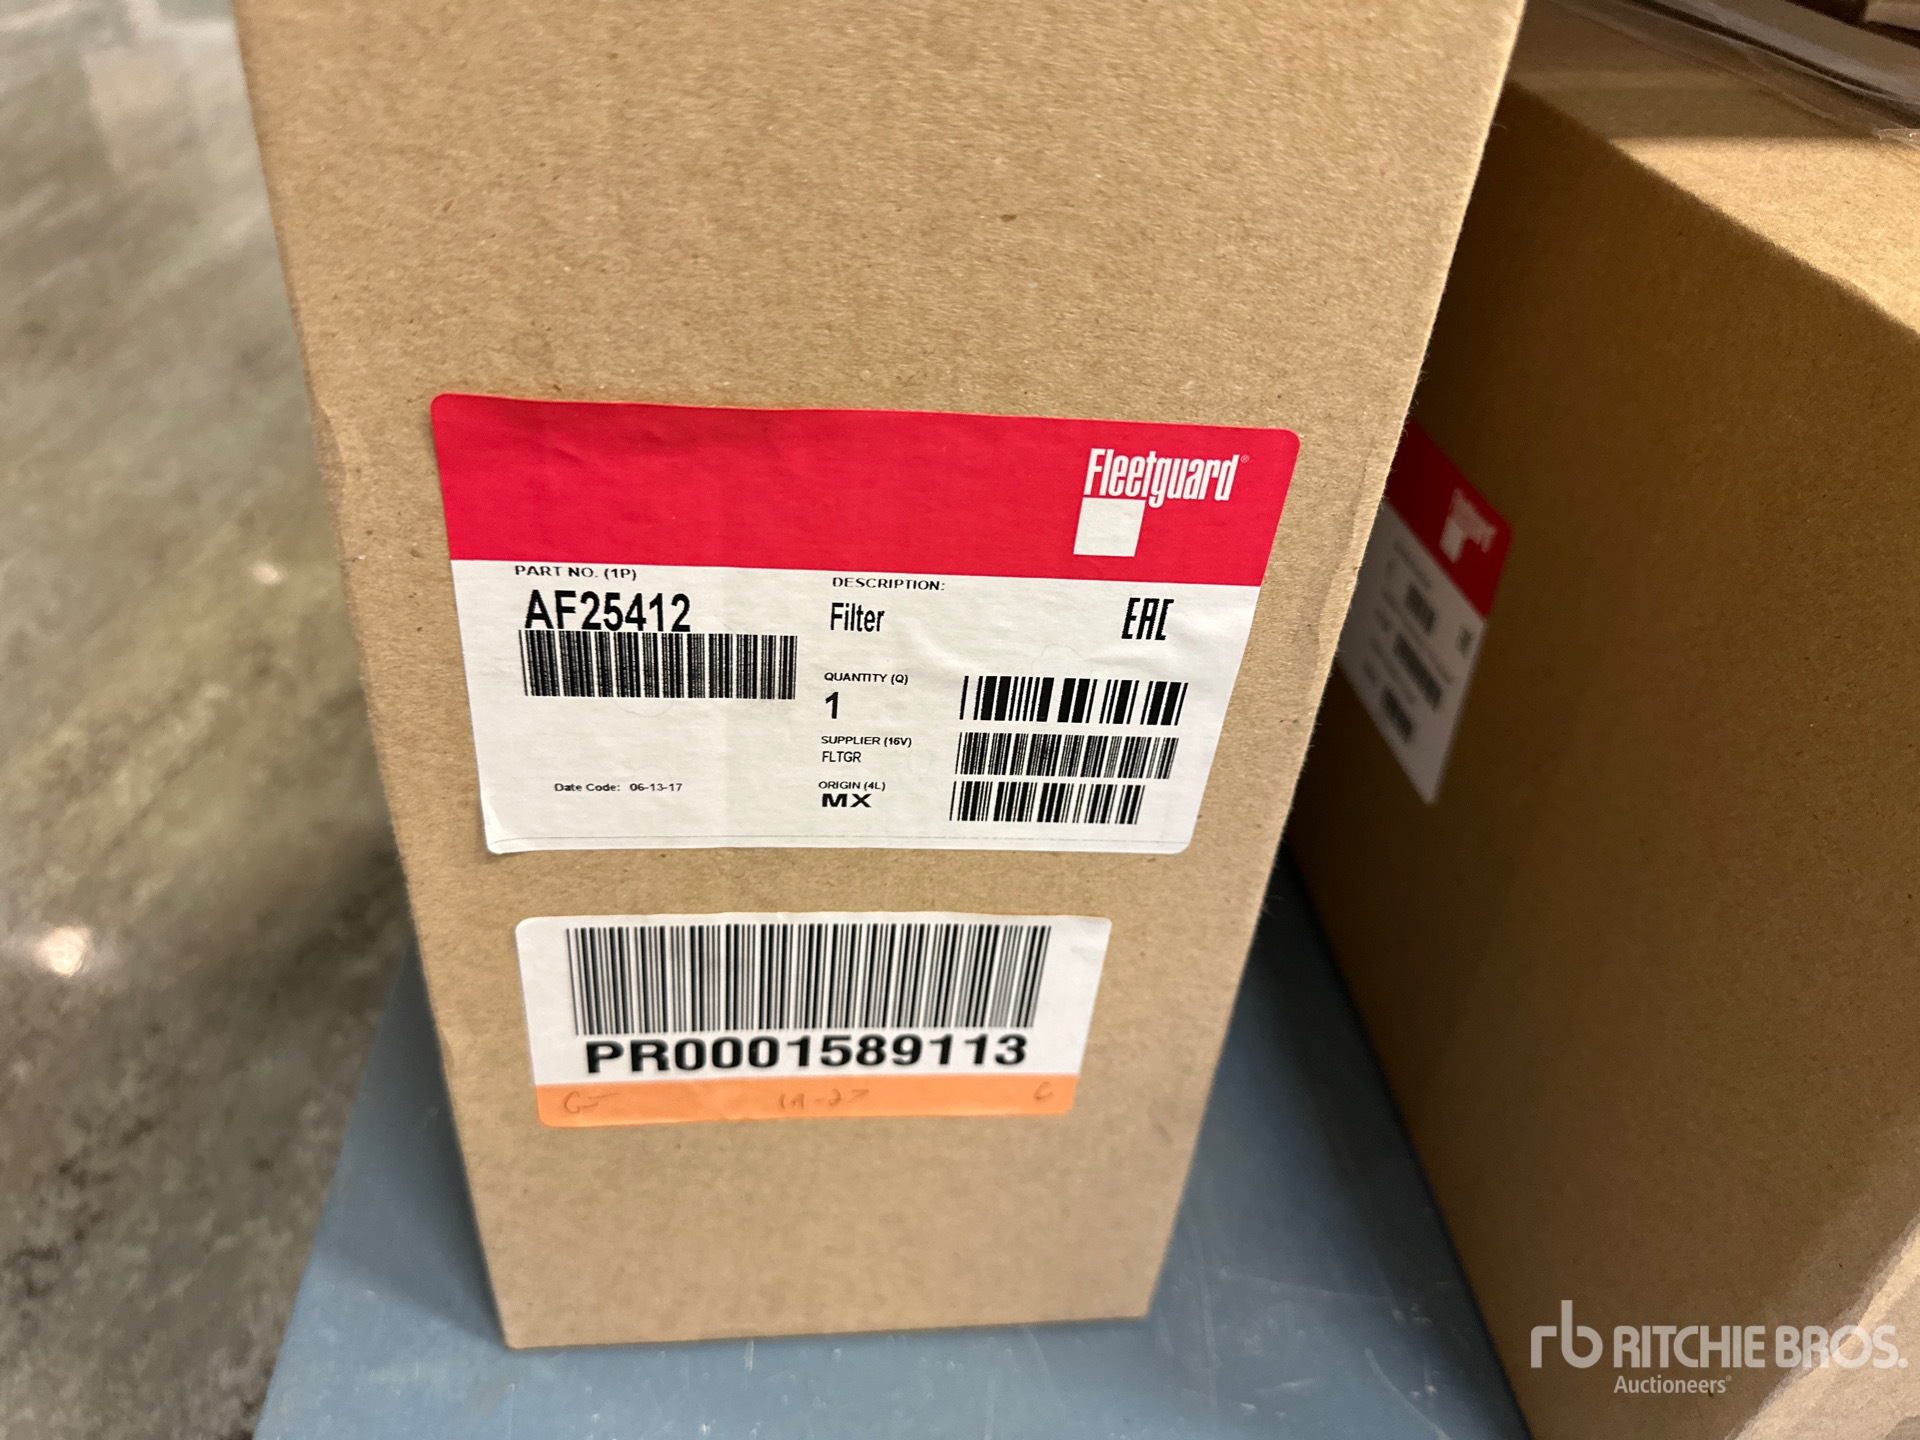 Fleetguard®
PART NO. (1P)
AF25412
DESCRIPTION:
Filter
EAC
QUANTITY (Q)
1
SUPPLIER (16V)
FLTGR
ORIGIN (4L)
MX
Date Code: 06-13-17
PR0001589113
rb RITCHIE BROS.
Auctioneers®